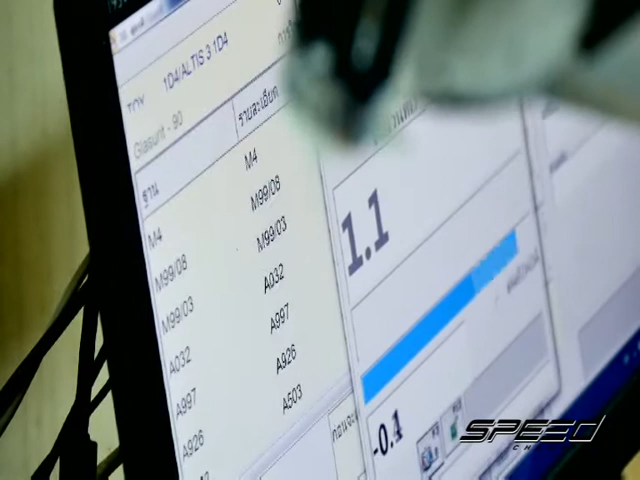 1D4/ALTIS 3 1D4
Glasurit - 90
ฐาน รายละเอียด
M4 M4
M99/08 M99/08
M99/03 M99/03
A032 A032
A997 A997
A926 A926
A503
1.1
-0.1
SPEED